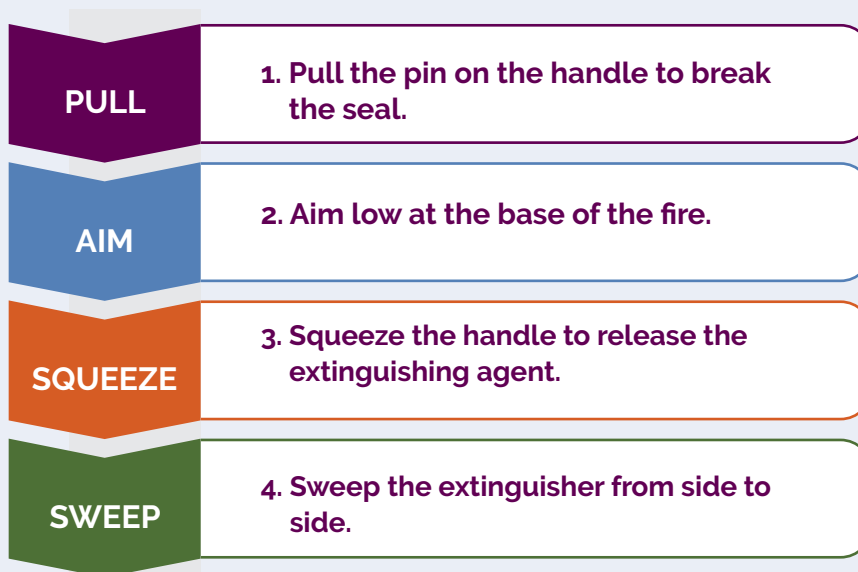 PULL
1. Pull the pin on the handle to break
the seal.
AIM
2. Aim low at the base of the fire.
SQUEEZE
3. Squeeze the handle to release the
extinguishing agent.
SWEEP
4. Sweep the extinguisher from side to
side.